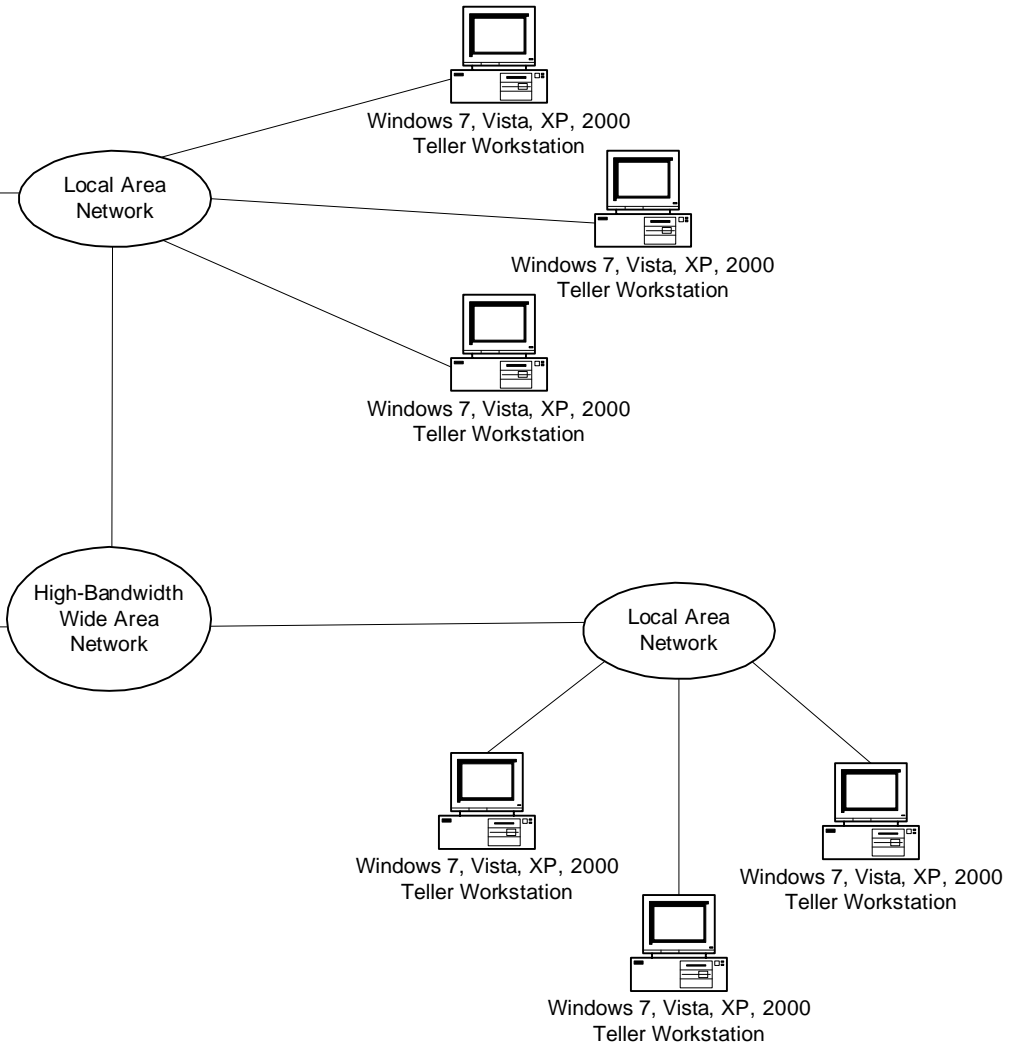 Windows 7, Vista, XP, 2000
Teller Workstation
Local Area
Network
Windows 7, Vista, XP, 2000
Teller Workstation
Windows 7, Vista, XP, 2000
Teller Workstation
High-Bandwidth
Wide Area
Network
Local Area
Network
Windows 7, Vista, XP, 2000
Teller Workstation
Windows 7, Vista, XP, 2000
Teller Workstation
Windows 7, Vista, XP, 2000
Teller Workstation